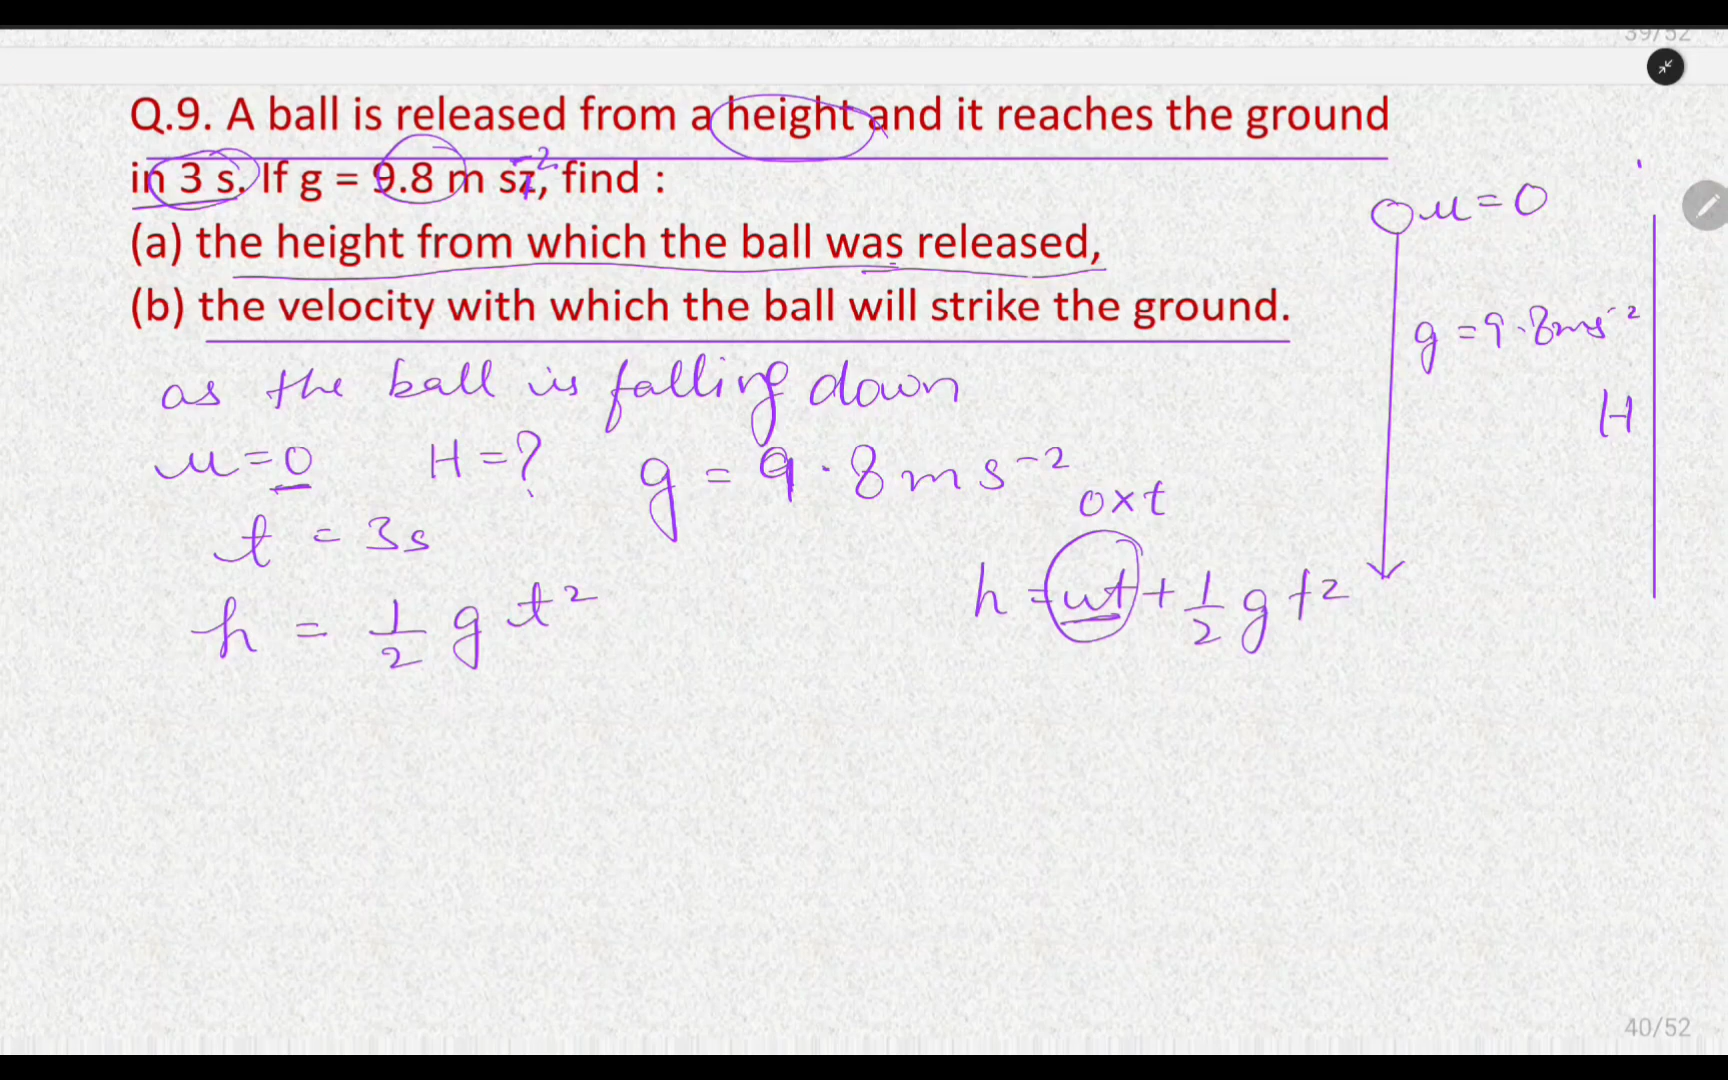 39/52
Q.9. A ball is released from a height and it reaches the ground
in 3 s. If g = 9.8 m s⁻², find :
(a) the height from which the ball was released,
(b) the velocity with which the ball will strike the ground.
u = 0
g = 9.8 ms⁻²
H
as the ball is falling down
u = 0 H = ? g = 9.8 m s⁻²
t = 3s
0 x t
h = 1/2 g t²
h = ut + 1/2 g t²
40/52